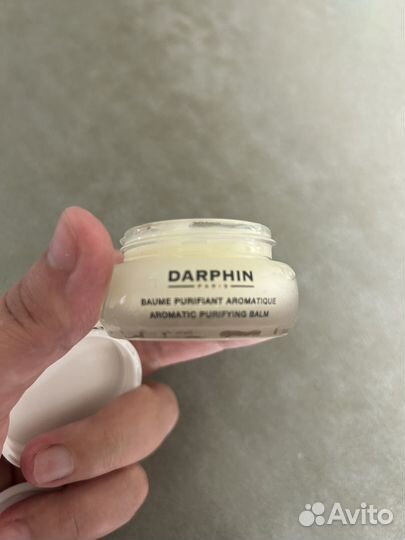 DARPHIN
PARIS
BAUME PURIFIANT AROMATIQUE
AROMATIC PURIFYING BALM
Avito